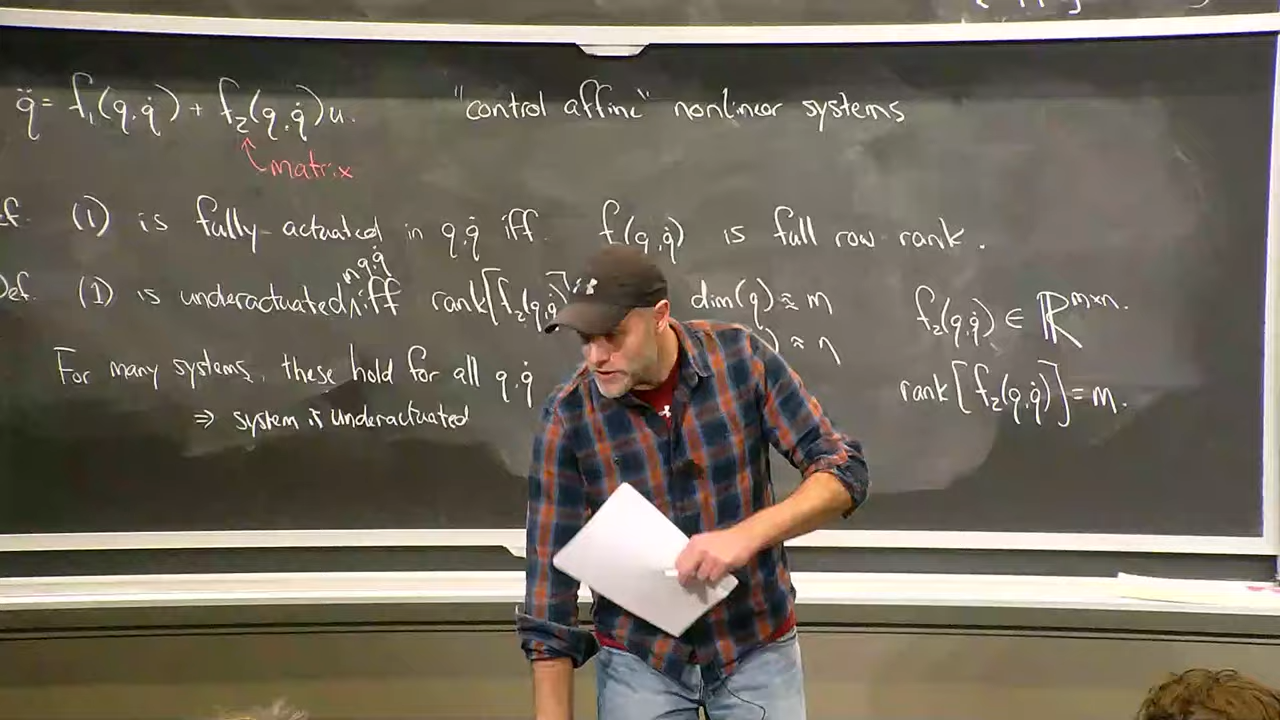 q̈ = f₁(q,q̇) + f₂(q,q̇)u. "control affine" nonlinear systems
matrix
ef. (1) is fully-actuated in q,q̇ iff f(q,q̇) is full row rank.
in q,q̇
Def. (1) is underactuated, iff rank[f₂(q,q̇)] dim(q) ≈ m
) ≈ n
f₂(q,q̇) ∈ ℝᵐˣⁿ.
For many systems, these hold for all q,q̇
rank[f₂(q,q̇)] = m.
⇒ system is underactuated